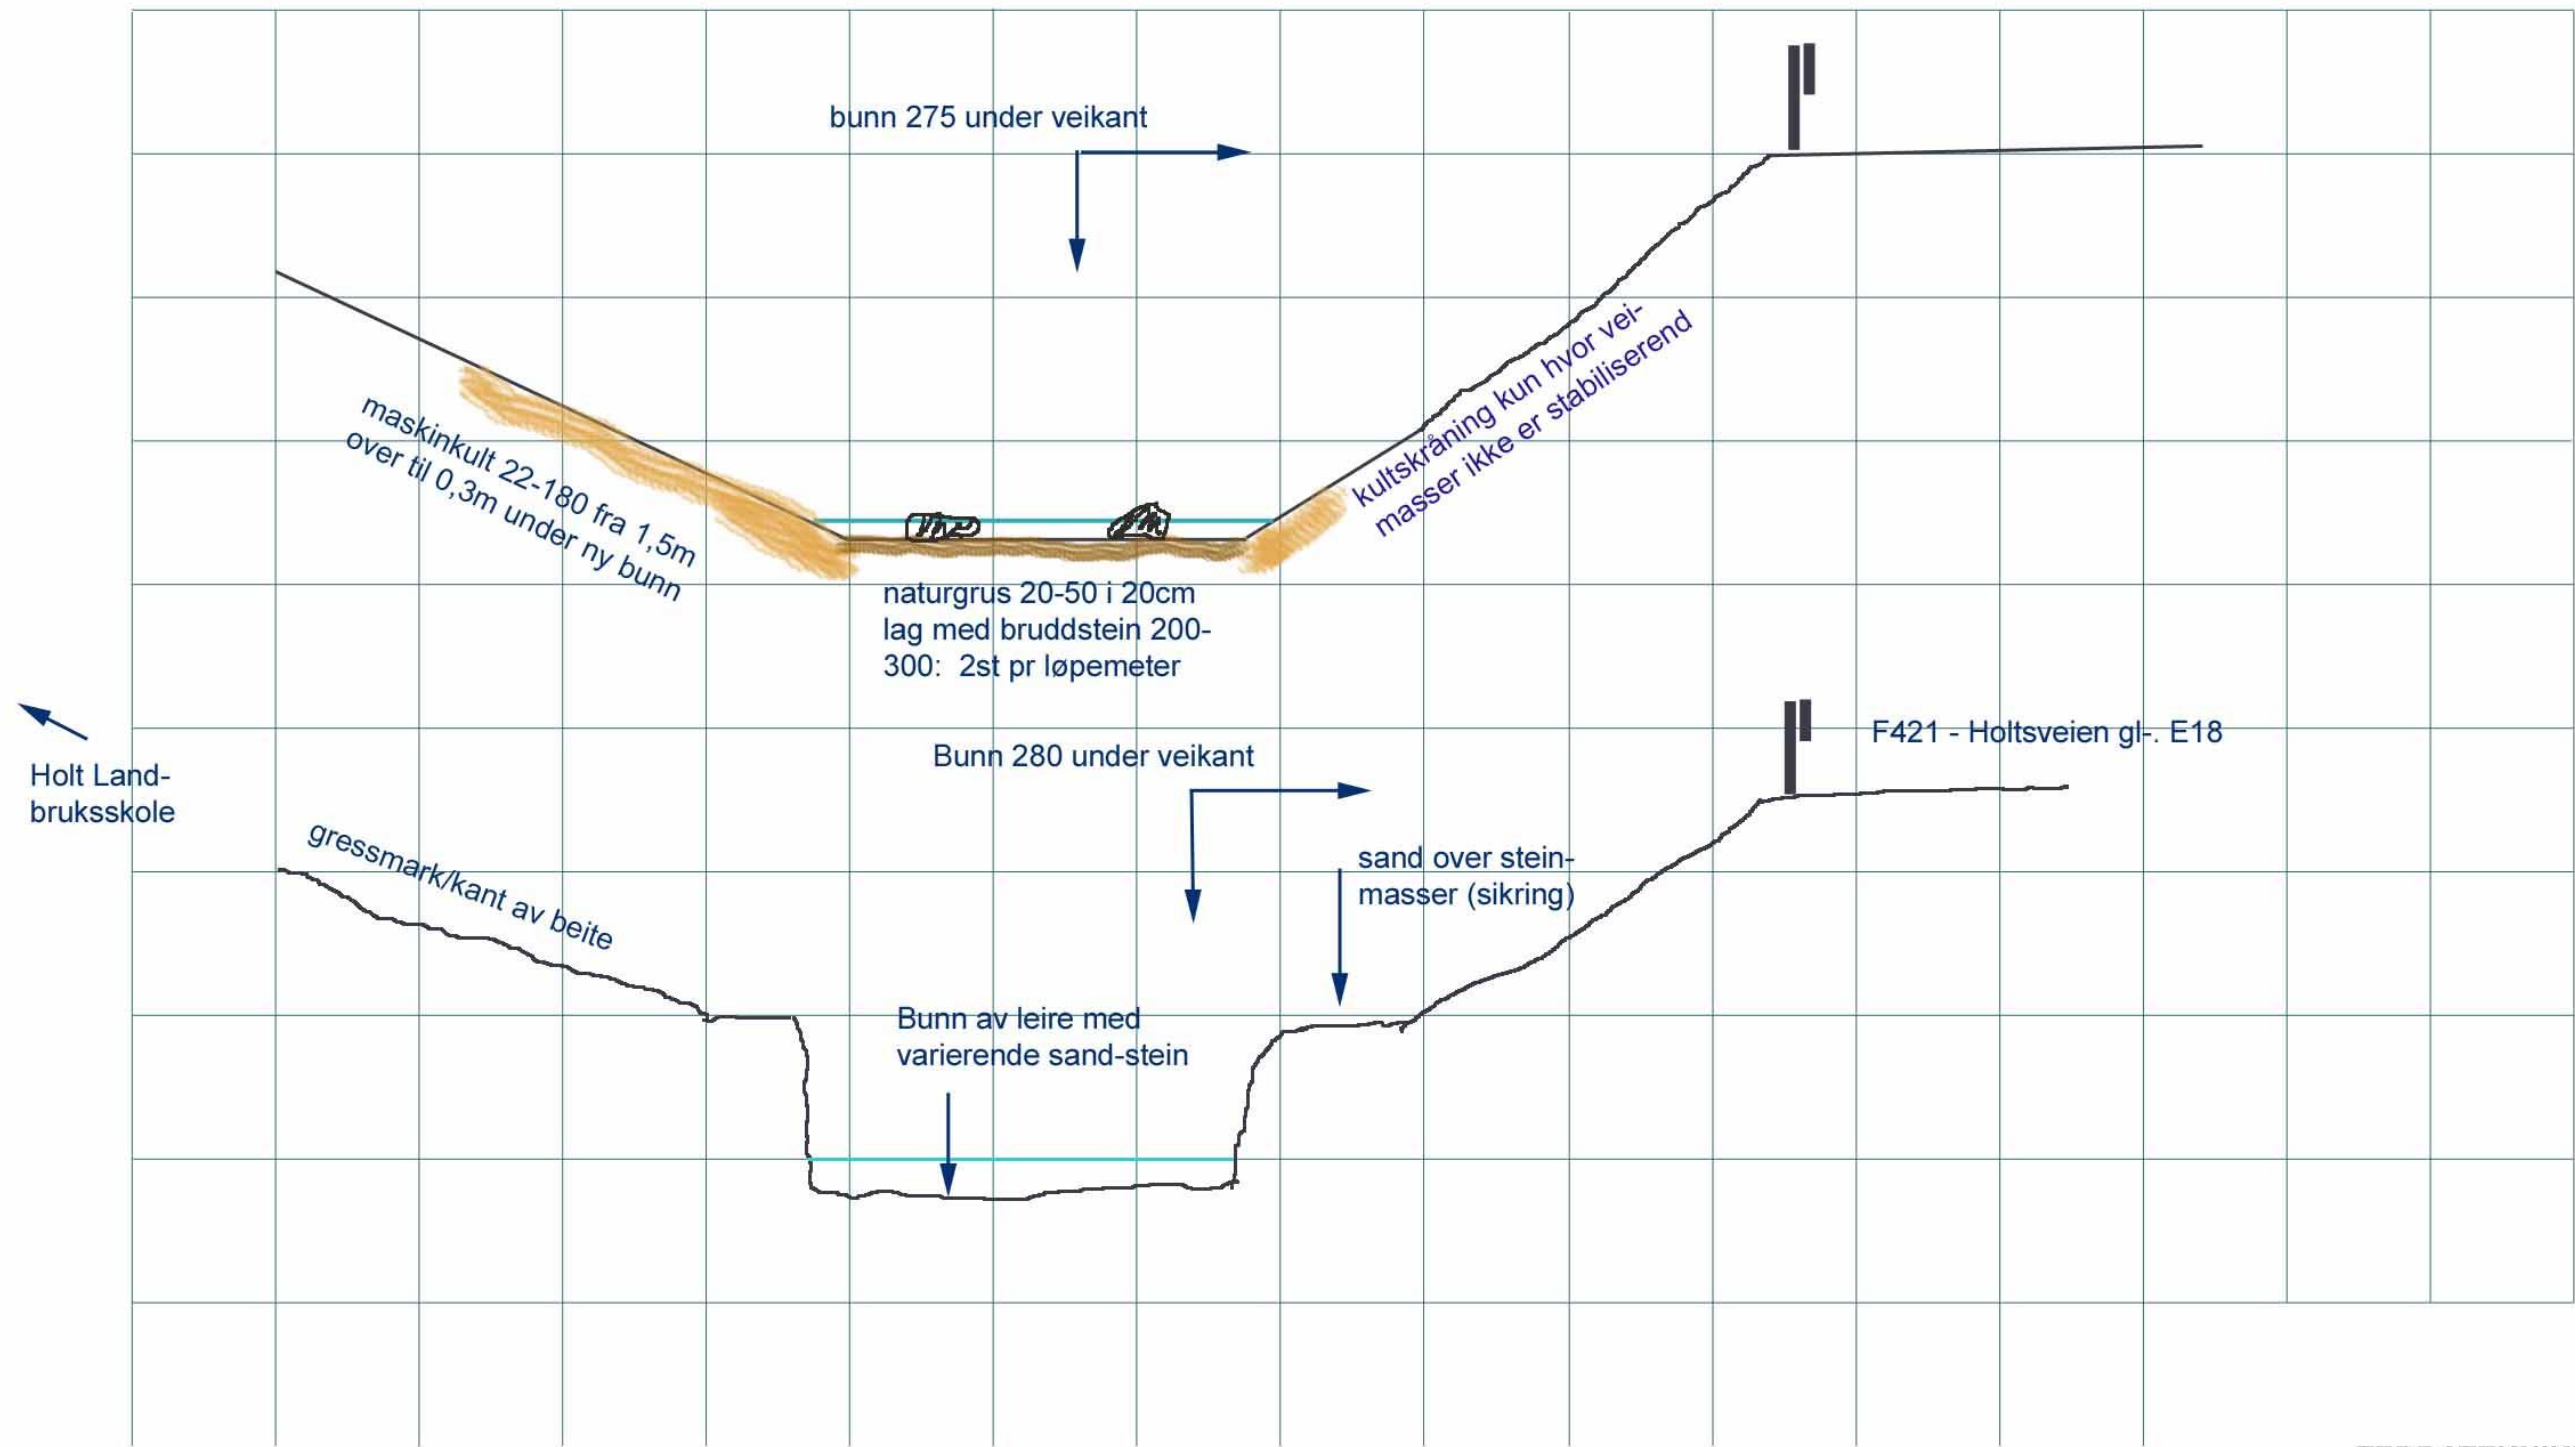 bunn 275 under veikant
maskinkult 22-180 fra 1,5m
over til 0,3m under ny bunn
kultskråning kun hvor vei-
masser ikke er stabiliserend
naturgrus 20-50 i 20cm
lag med bruddstein 200-
300: 2st pr løpemeter
Holt Land-
bruksskole
Bunn 280 under veikant
F421 - Holtsveien gl-. E18
gressmark/kant av beite
sand over stein-
masser (sikring)
Bunn av leire med
varierende sand-stein